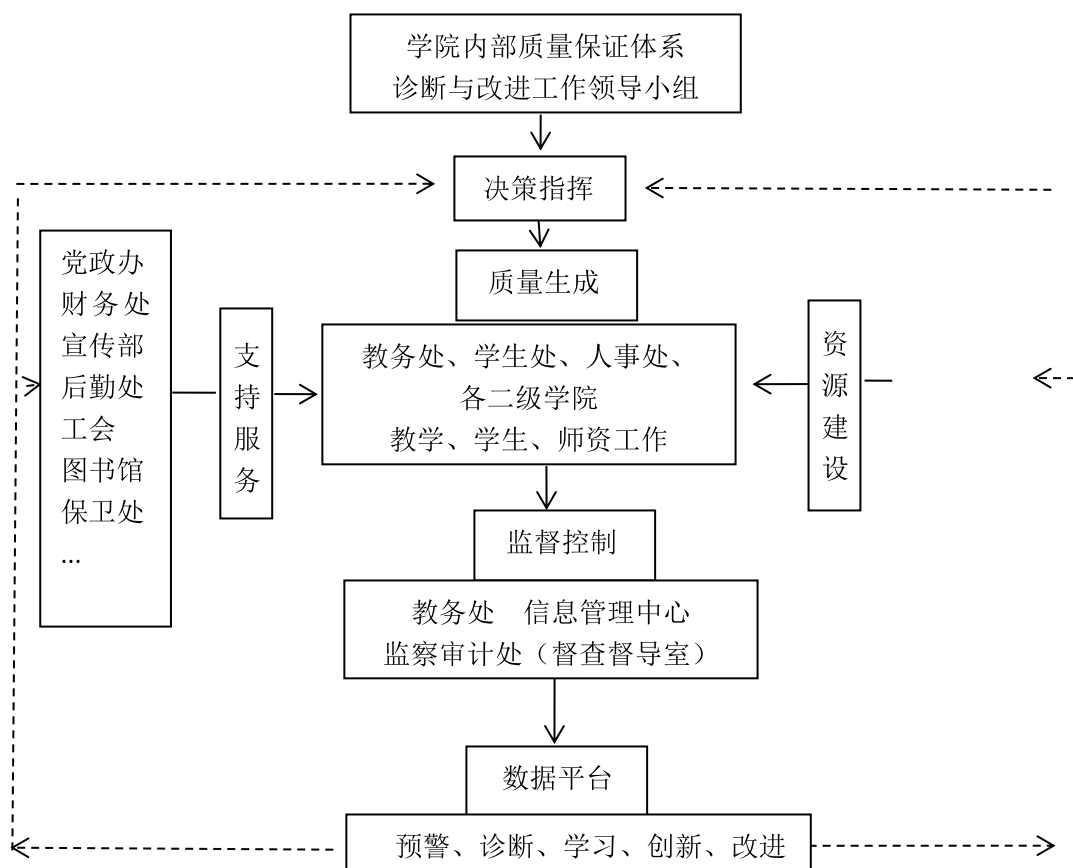 学院内部质量保证体系
诊断与改进工作领导小组
决策指挥
质量生成
党政办
财务处
宣传部
后勤处
工会
图书馆
保卫处
...
支
持
服
务
教务处、学生处、人事处、
各二级学院
教学、学生、师资工作
资
源
建
设
监督控制
教务处 信息管理中心
监察审计处（督查督导室）
数据平台
预警、诊断、学习、创新、改进